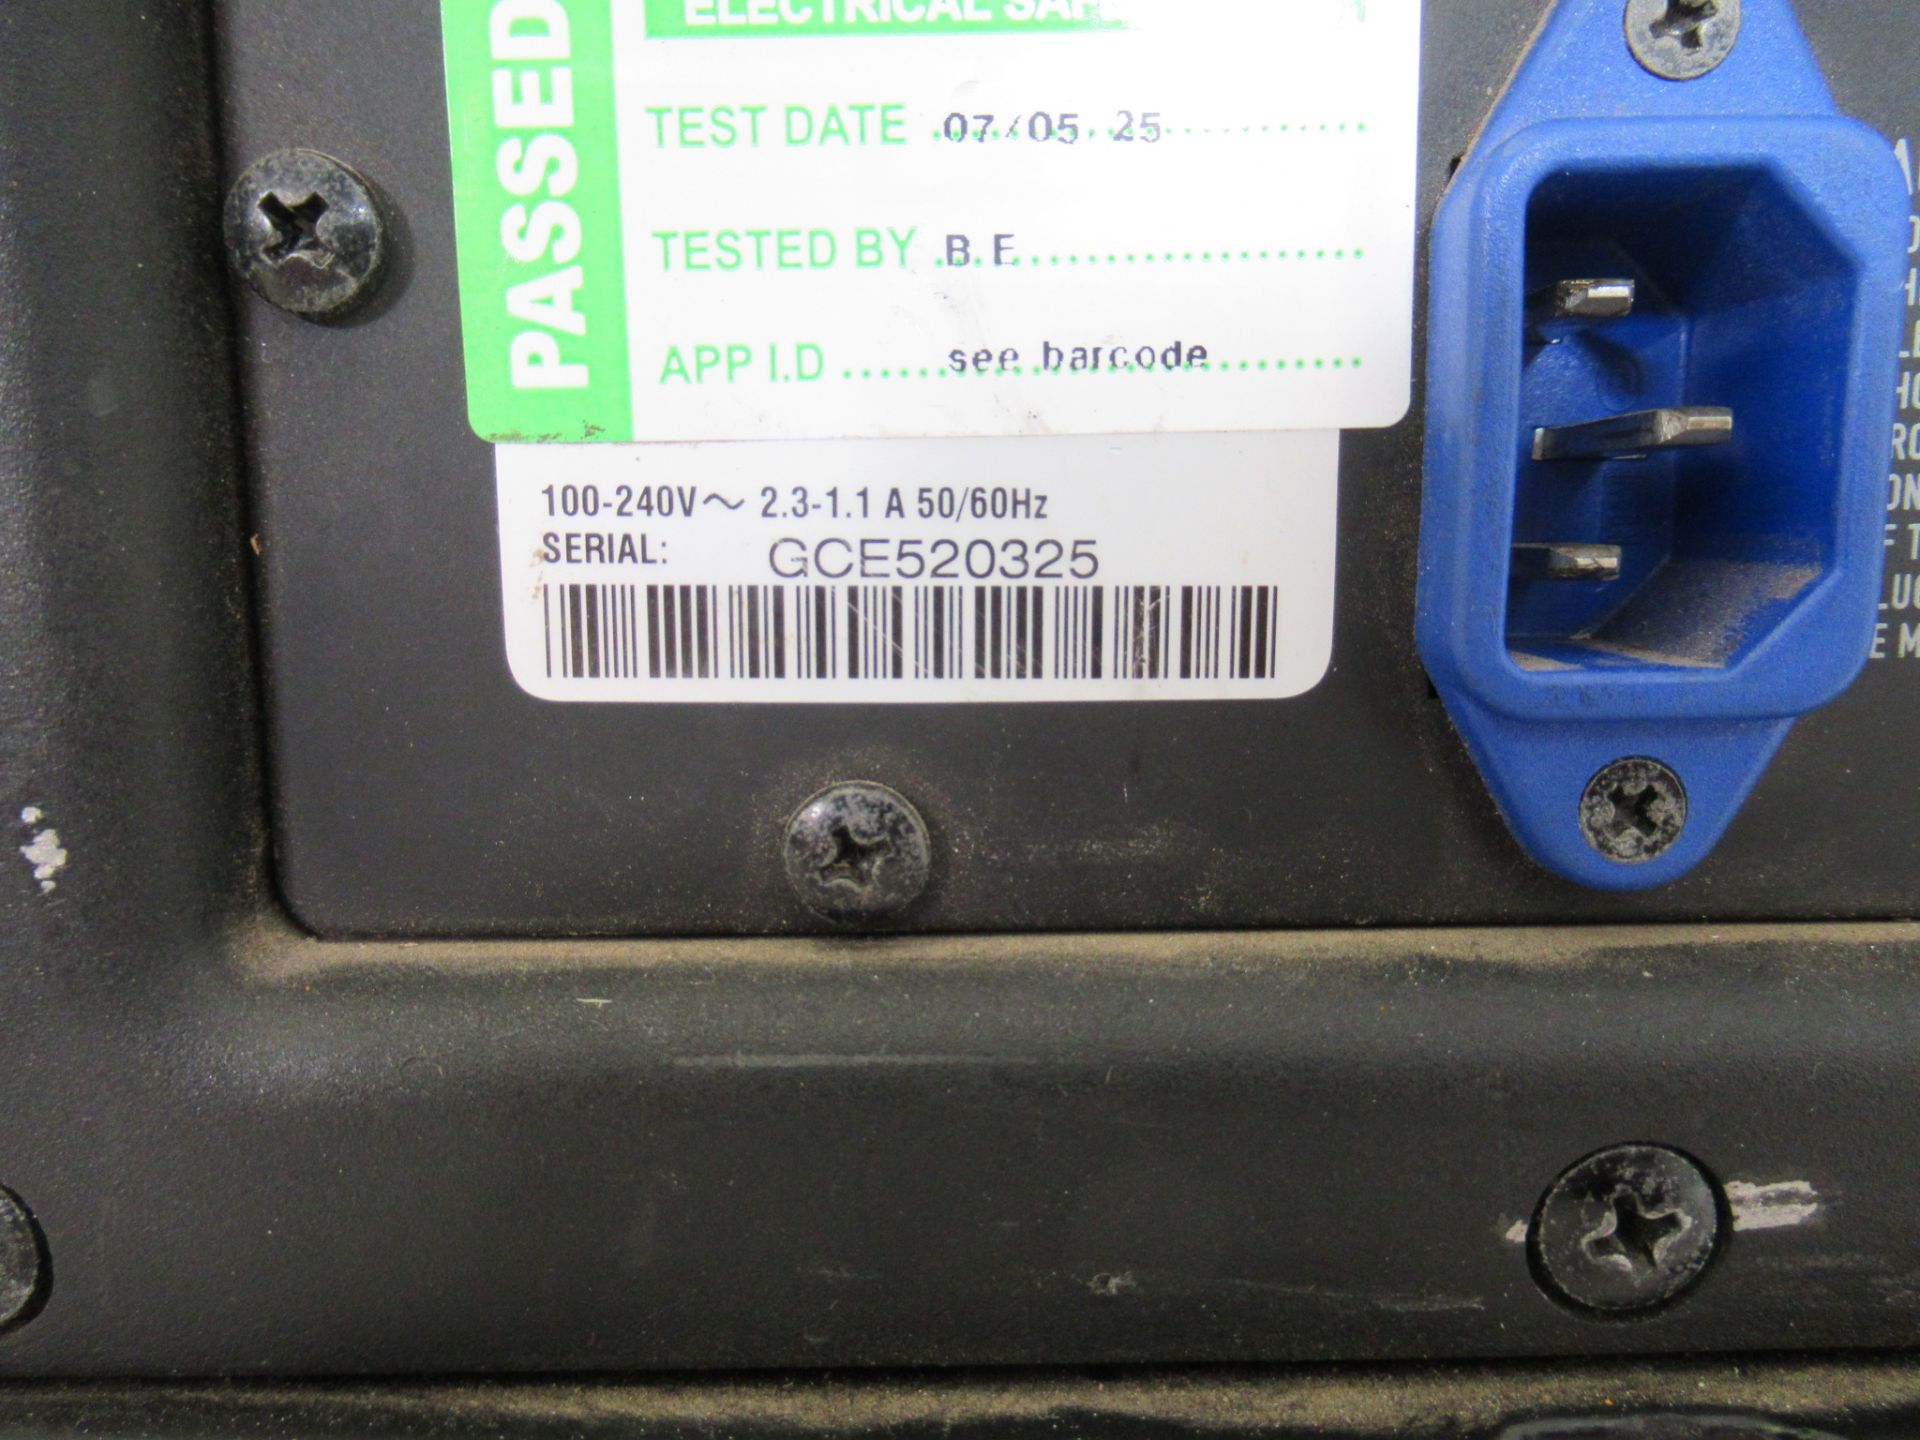 PASSED
ELECTRICAL
TEST DATE 07/05/25
TESTED BY B.E
APP I.D see barcode
100-240V～ 2.3-1.1 A 50/60Hz
SERIAL: GCE520325